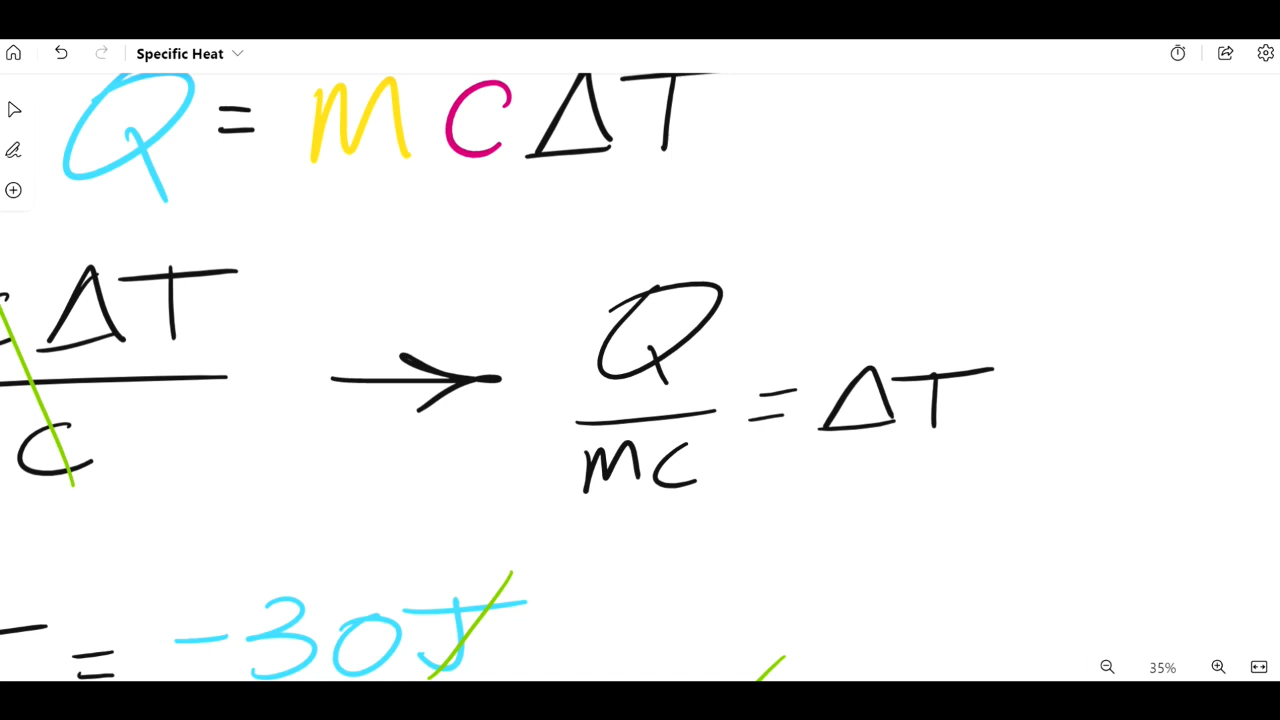 Specific Heat
Q = mCΔT
ΔT
C
→ Q/mC = ΔT
= -30J
35%